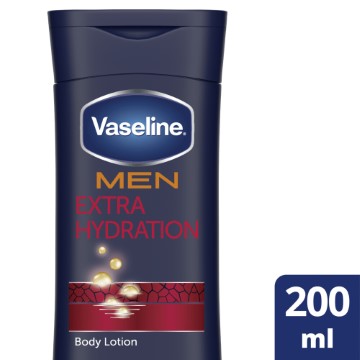 Vaseline.
MEN
EXTRA
HYDRATION
Body Lotion
200
ml